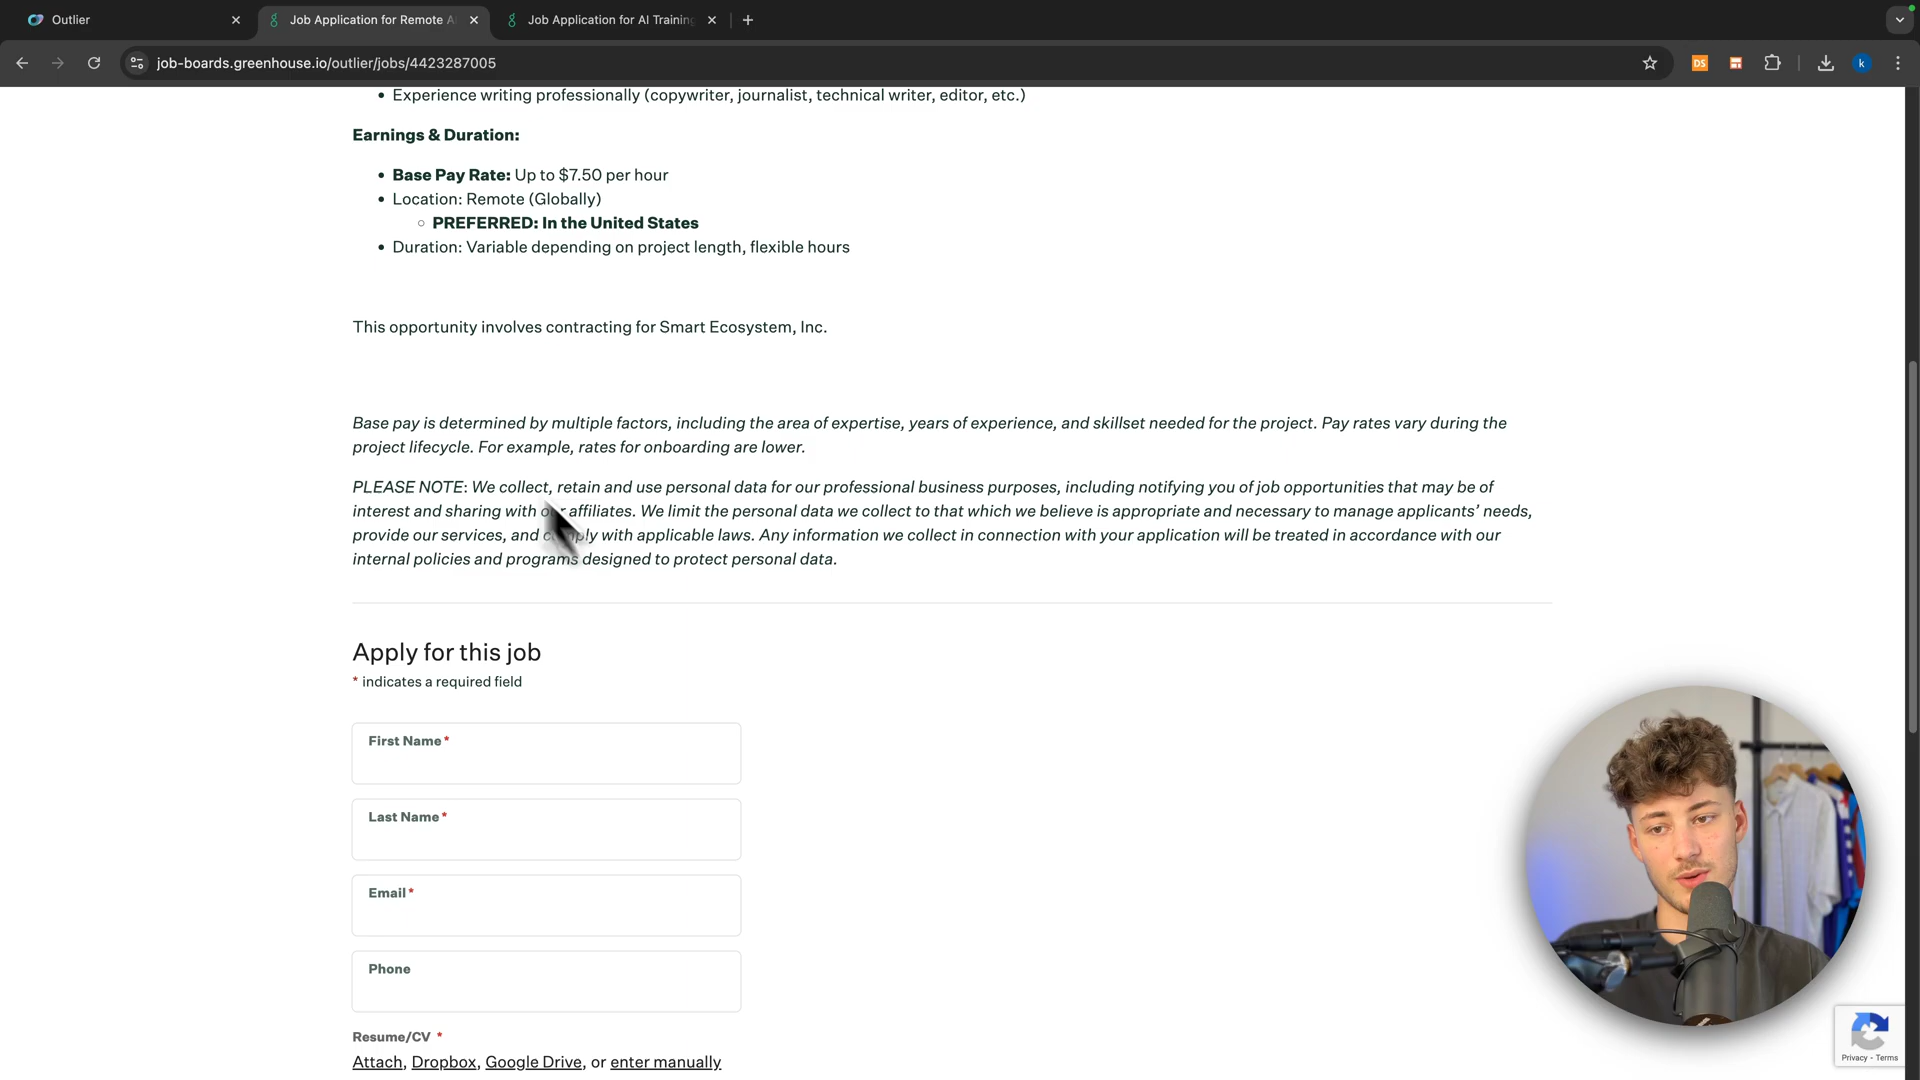 Outlier
Job Application for Remote A
Job Application for AI Training
job-boards.greenhouse.io/outlier/jobs/4423287005
DS
k
• Experience writing professionally (copywriter, journalist, technical writer, editor, etc.)
Earnings & Duration:
• Base Pay Rate: Up to $7.50 per hour
• Location: Remote (Globally)
○ PREFERRED: In the United States
• Duration: Variable depending on project length, flexible hours
This opportunity involves contracting for Smart Ecosystem, Inc.
Base pay is determined by multiple factors, including the area of expertise, years of experience, and skillset needed for the project. Pay rates vary during the
project lifecycle. For example, rates for onboarding are lower.
PLEASE NOTE: We collect, retain and use personal data for our professional business purposes, including notifying you of job opportunities that may be of
interest and sharing with our affiliates. We limit the personal data we collect to that which we believe is appropriate and necessary to manage applicants' needs,
provide our services, and comply with applicable laws. Any information we collect in connection with your application will be treated in accordance with our
internal policies and programs designed to protect personal data.
Apply for this job
* indicates a required field
First Name*
Last Name*
Email*
Phone
Resume/CV *
Attach, Dropbox, Google Drive, or enter manually
Privacy - Terms